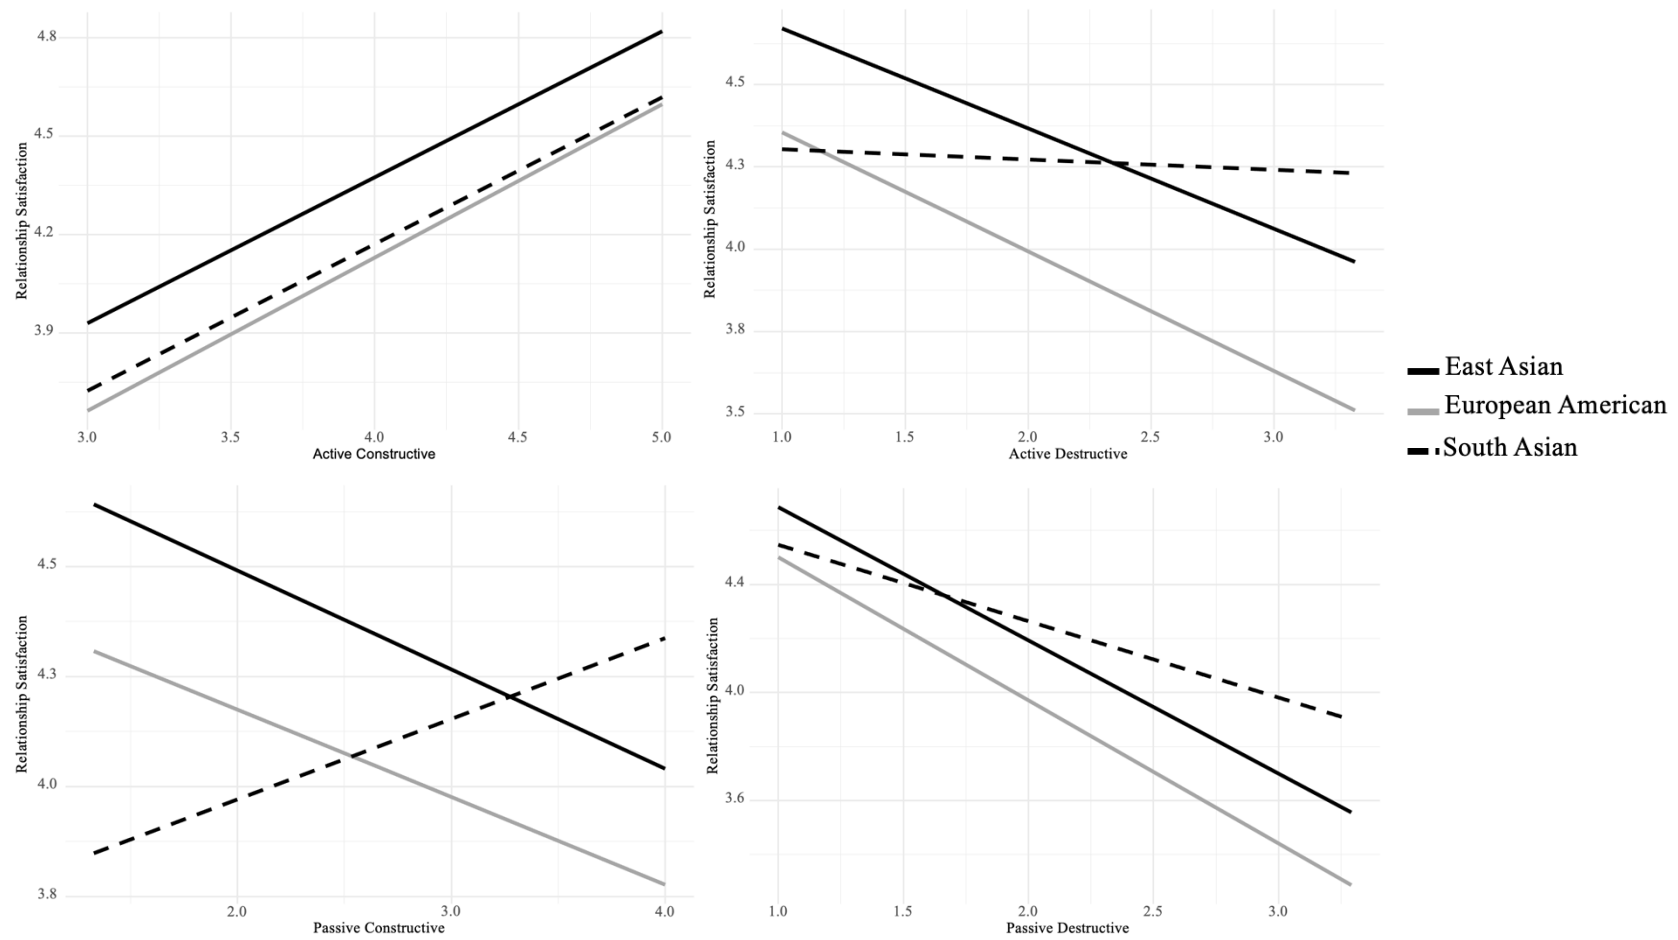 4.8
4.5
4.2
3.9
Relationship Satisfaction
3.0 3.5 4.0 4.5 5.0
Active Constructive
4.5
4.3
4.0
3.8
3.5
Relationship Satisfaction
1.0 1.5 2.0 2.5 3.0
Active Destructive
East Asian
European American
South Asian
4.5
4.3
4.0
3.8
Relationship Satisfaction
2.0 3.0 4.0
Passive Constructive
4.4
4.0
3.6
Relationship Satisfaction
1.0 1.5 2.0 2.5 3.0
Passive Destructive